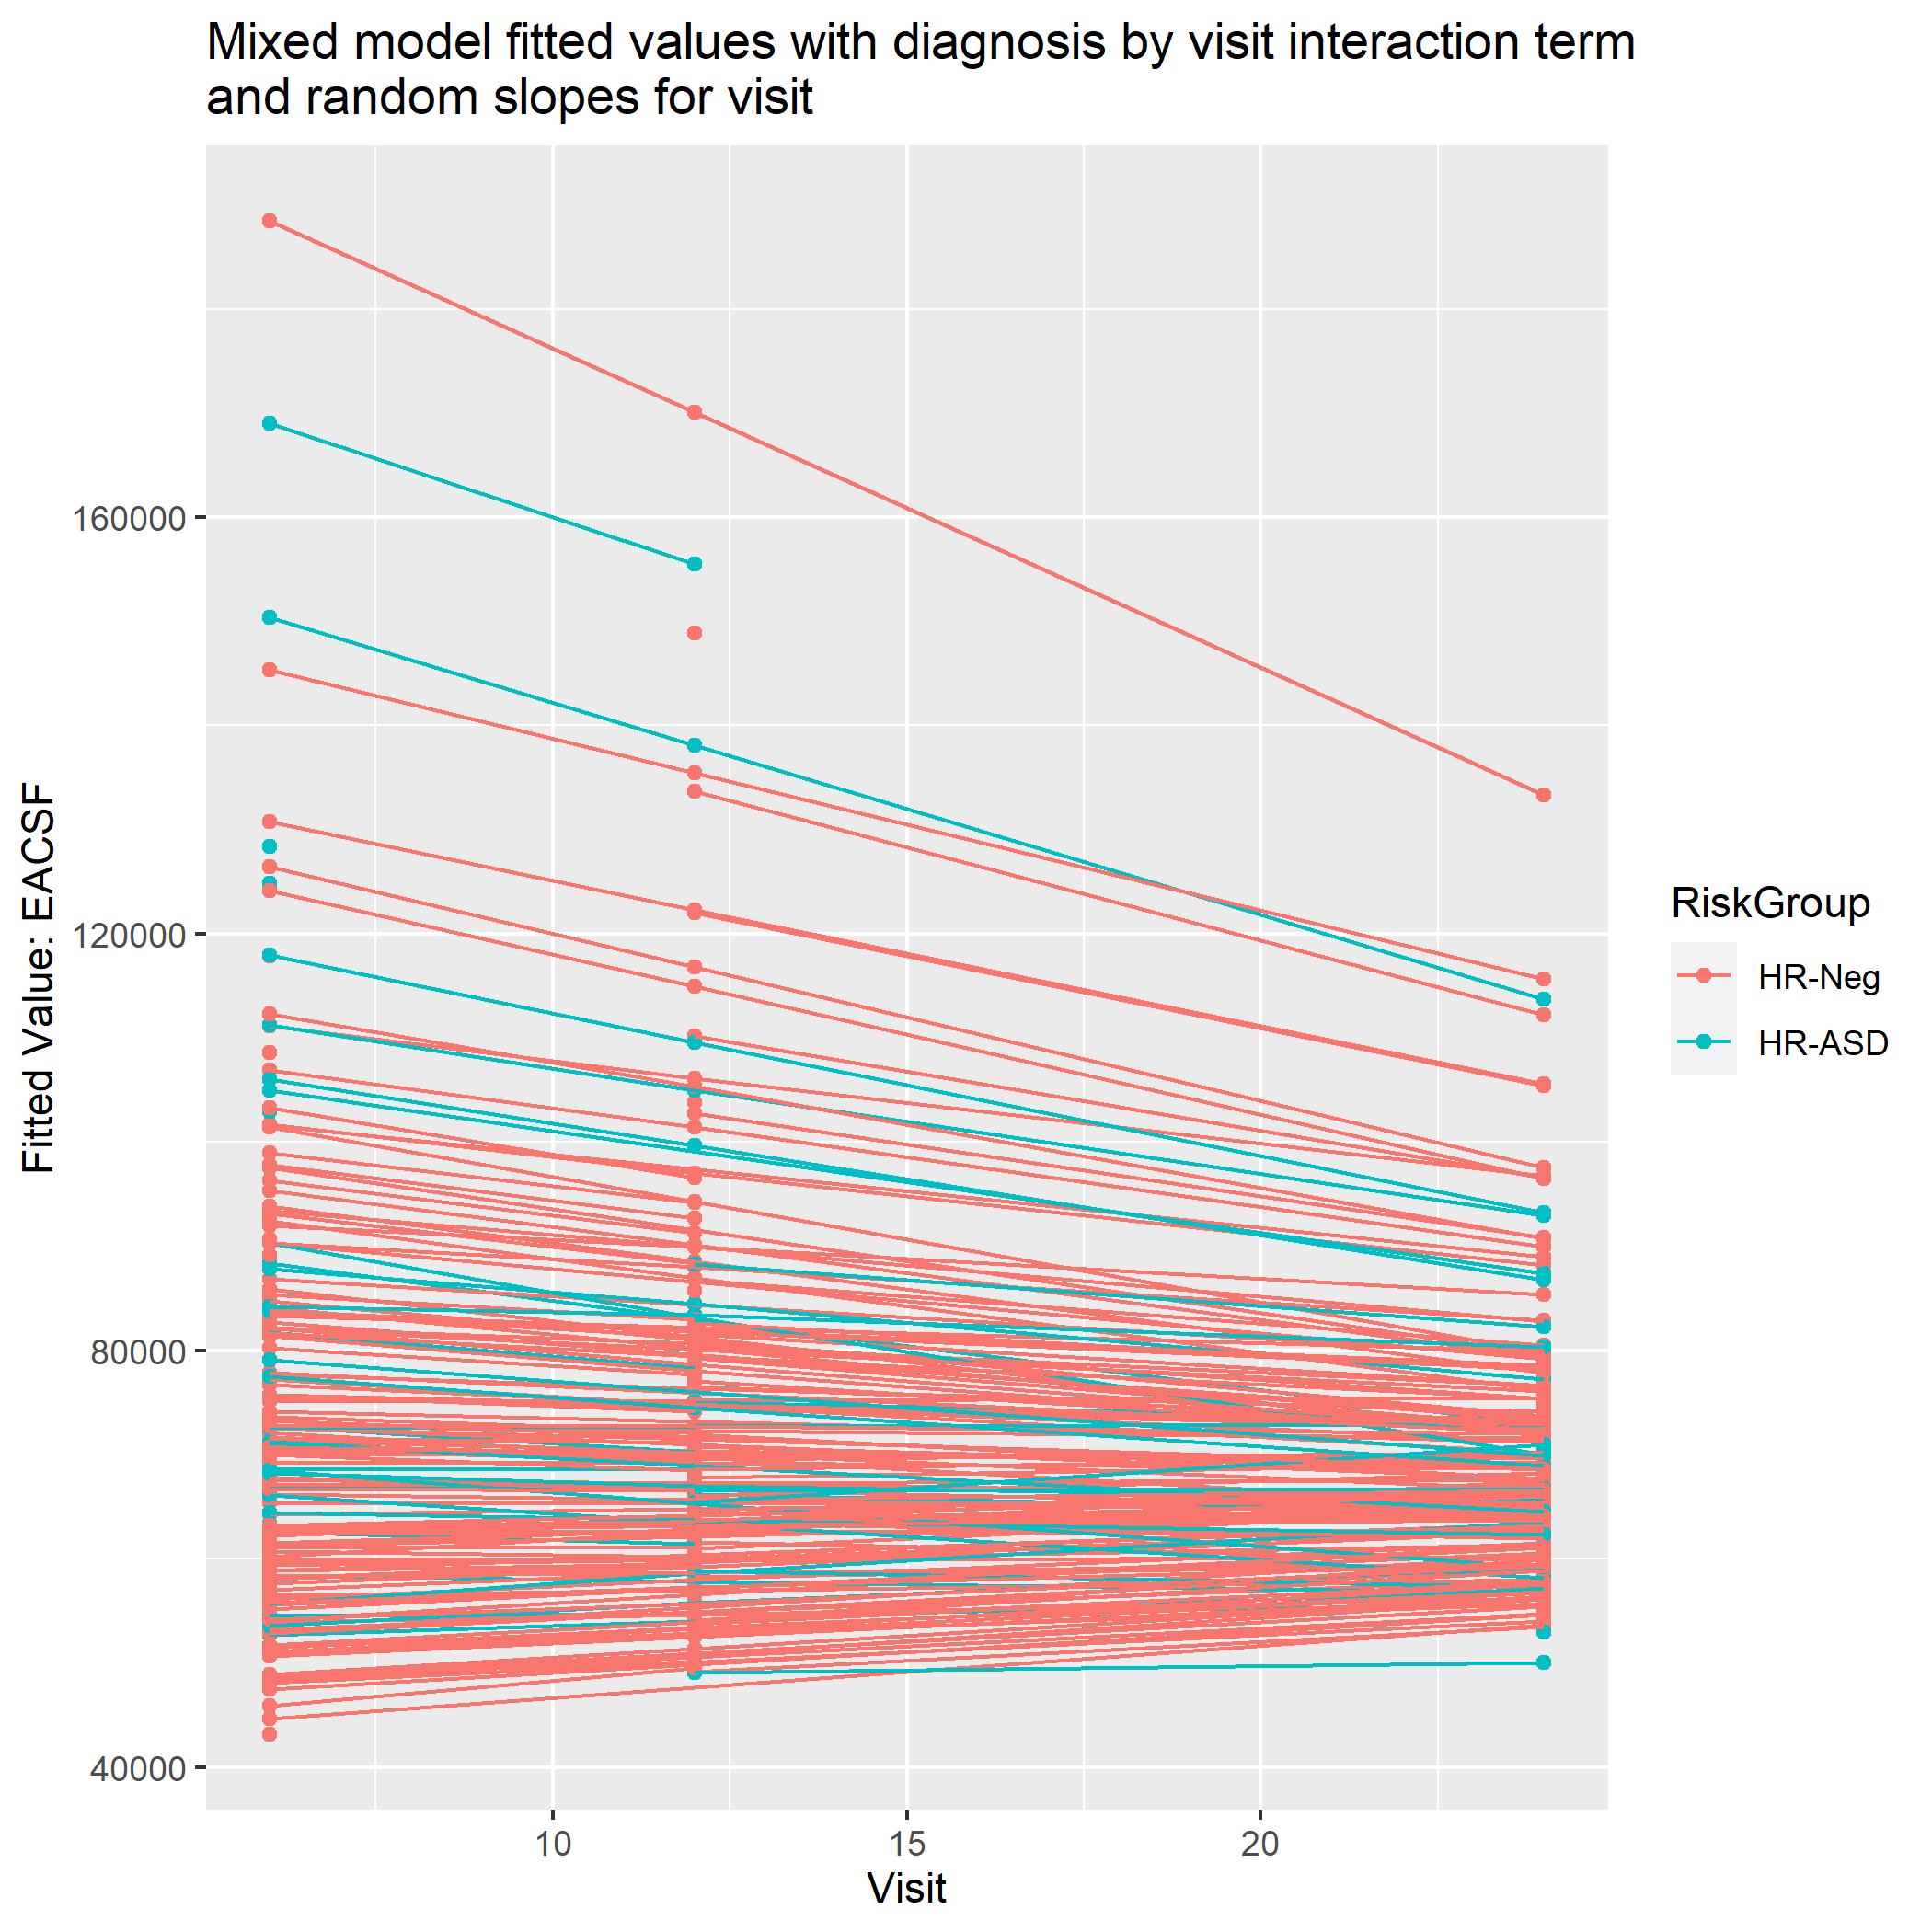 Mixed model fitted values with diagnosis by visit interaction term
and random slopes for visit
160000
120000
80000
40000
Fitted Value: EACSF
10
15
20
Visit
RiskGroup
HR-Neg
HR-ASD